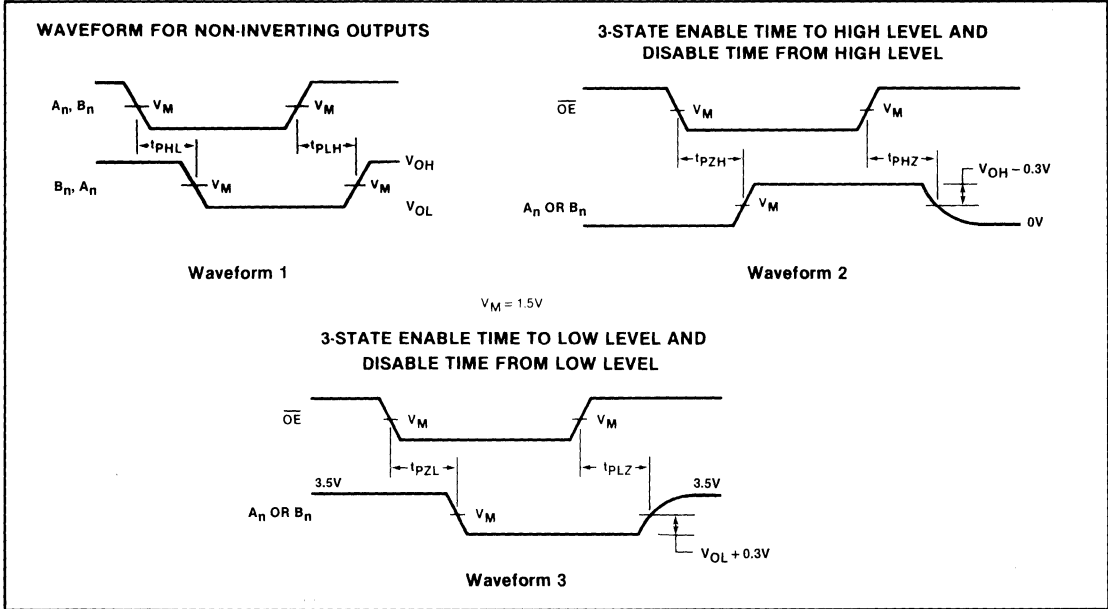 WAVEFORM FOR NON-INVERTING OUTPUTS
An, Bn
VM
VM
tPHL
tPLH
Bn, An
VM
VM
VOH
VOL
Waveform 1
3-STATE ENABLE TIME TO HIGH LEVEL AND
DISABLE TIME FROM HIGH LEVEL
OE
VM
VM
tPZH
tPHZ
VOH – 0.3V
An OR Bn
VM
0V
Waveform 2
VM = 1.5V
3-STATE ENABLE TIME TO LOW LEVEL AND
DISABLE TIME FROM LOW LEVEL
OE
VM
VM
tPZL
tPLZ
3.5V
3.5V
An OR Bn
VM
VOL + 0.3V
Waveform 3